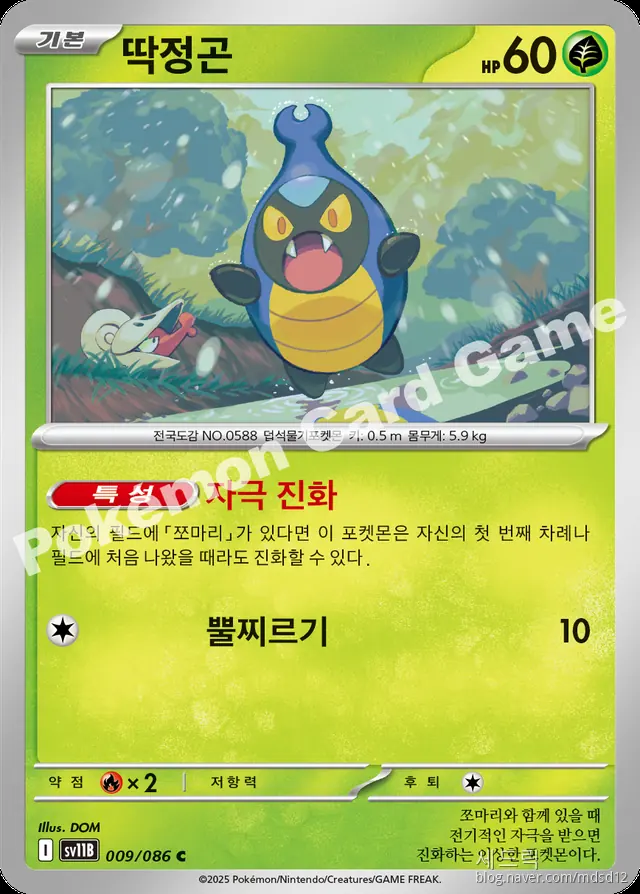 기본 딱정곤 HP 60
전국도감 NO.0588 덥석물기포켓몬 키: 0.5 m 몸무게: 5.9 kg
특성 자극 진화
자신의 필드에 「쪼마리」가 있다면 이 포켓몬은 자신의 첫 번째 차례나
필드에 처음 나왔을 때라도 진화할 수 있다.
Pokémon Card Game
뿔찌르기 10
약점 ×2 저항력 후퇴
Illus. DOM
쪼마리와 함께 있을 때
전기적인 자극을 받으면
진화하는 이상한 포켓몬이다.
I sv11B 009/086 C
©2025 Pokémon/Nintendo/Creatures/GAME FREAK.
blog.naver.com/mdsd12